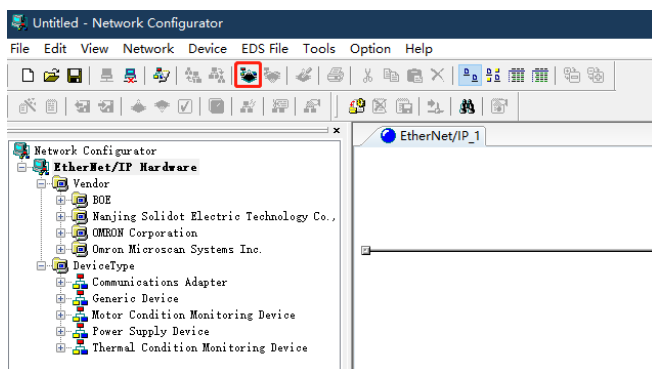 Untitled - Network Configurator
File Edit View Network Device EDS File Tools Option Help
EtherNet/IP_1
Network Configurator
EtherNet/IP Hardware
Vendor
BOE
Nanjing Solidot Electric Technology Co.,
OMRON Corporation
Omron Microscan Systems Inc.
DeviceType
Communications Adapter
Generic Device
Motor Condition Monitoring Device
Power Supply Device
Thermal Condition Monitoring Device